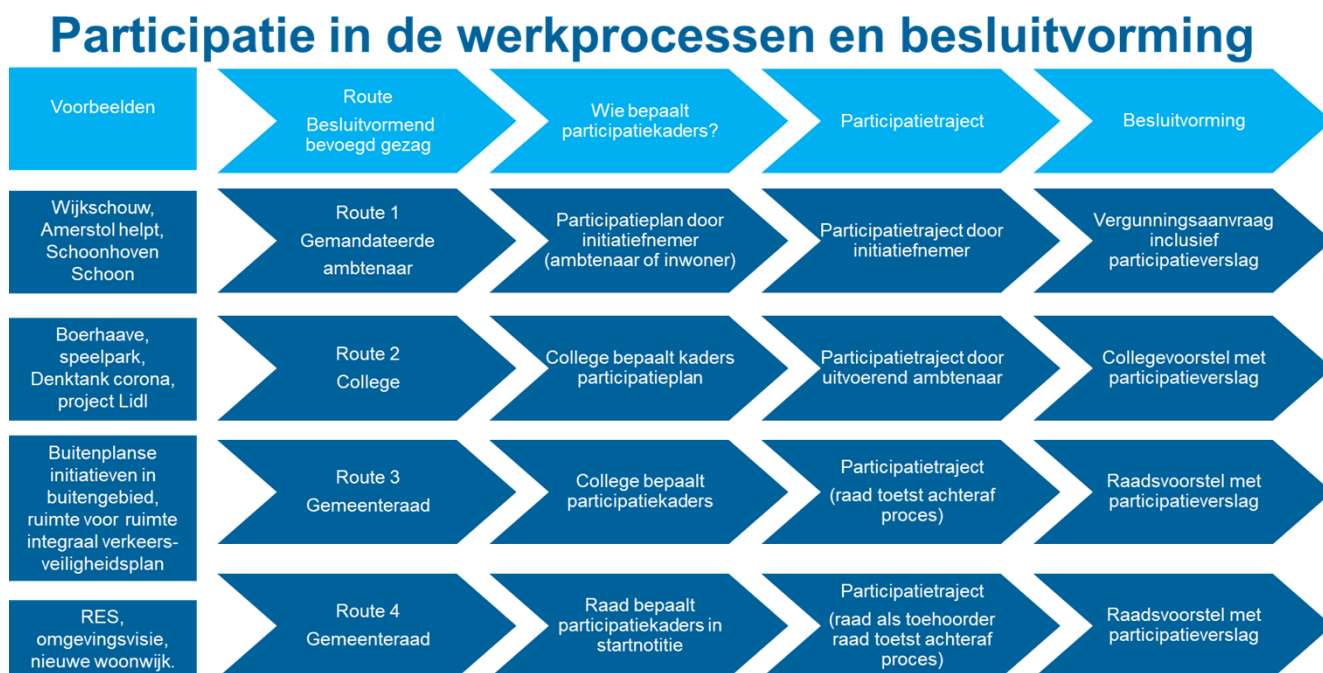 Participatie in de werkprocessen en besluitvorming
Voorbeelden
Route
Besluitvormend
bevoegd gezag
Wie bepaalt
participatiekaders?
Participatietraject
Besluitvorming
Wijkschouw,
Amerstol helpt,
Schoonhoven
Schoon
Route 1
Gemandateerde
ambtenaar
Participatieplan door
initiatiefnemer
(ambtenaar of inwoner)
Participatietraject door
initiatiefnemer
Vergunningsaanvraag
inclusief
participatieverslag
Boerhaave,
speelpark,
Denktank corona,
project Lidl
Route 2
College
College bepaalt kaders
participatieplan
Participatietraject door
uitvoerend ambtenaar
Collegevoorstel met
participatieverslag
Buitenplanse
initiatieven in
buitengebied,
ruimte voor ruimte
integraal verkeers-
veiligheidsplan
Route 3
Gemeenteraad
College bepaalt
participatiekaders
Participatietraject
(raad toetst achteraf
proces)
Raadsvoorstel met
participatieverslag
RES,
omgevingsvisie,
nieuwe woonwijk.
Route 4
Gemeenteraad
Raad bepaalt
participatiekaders in
startnotitie
Participatietraject
(raad als toehoorder
raad toetst achteraf
proces)
Raadsvoorstel met
participatieverslag